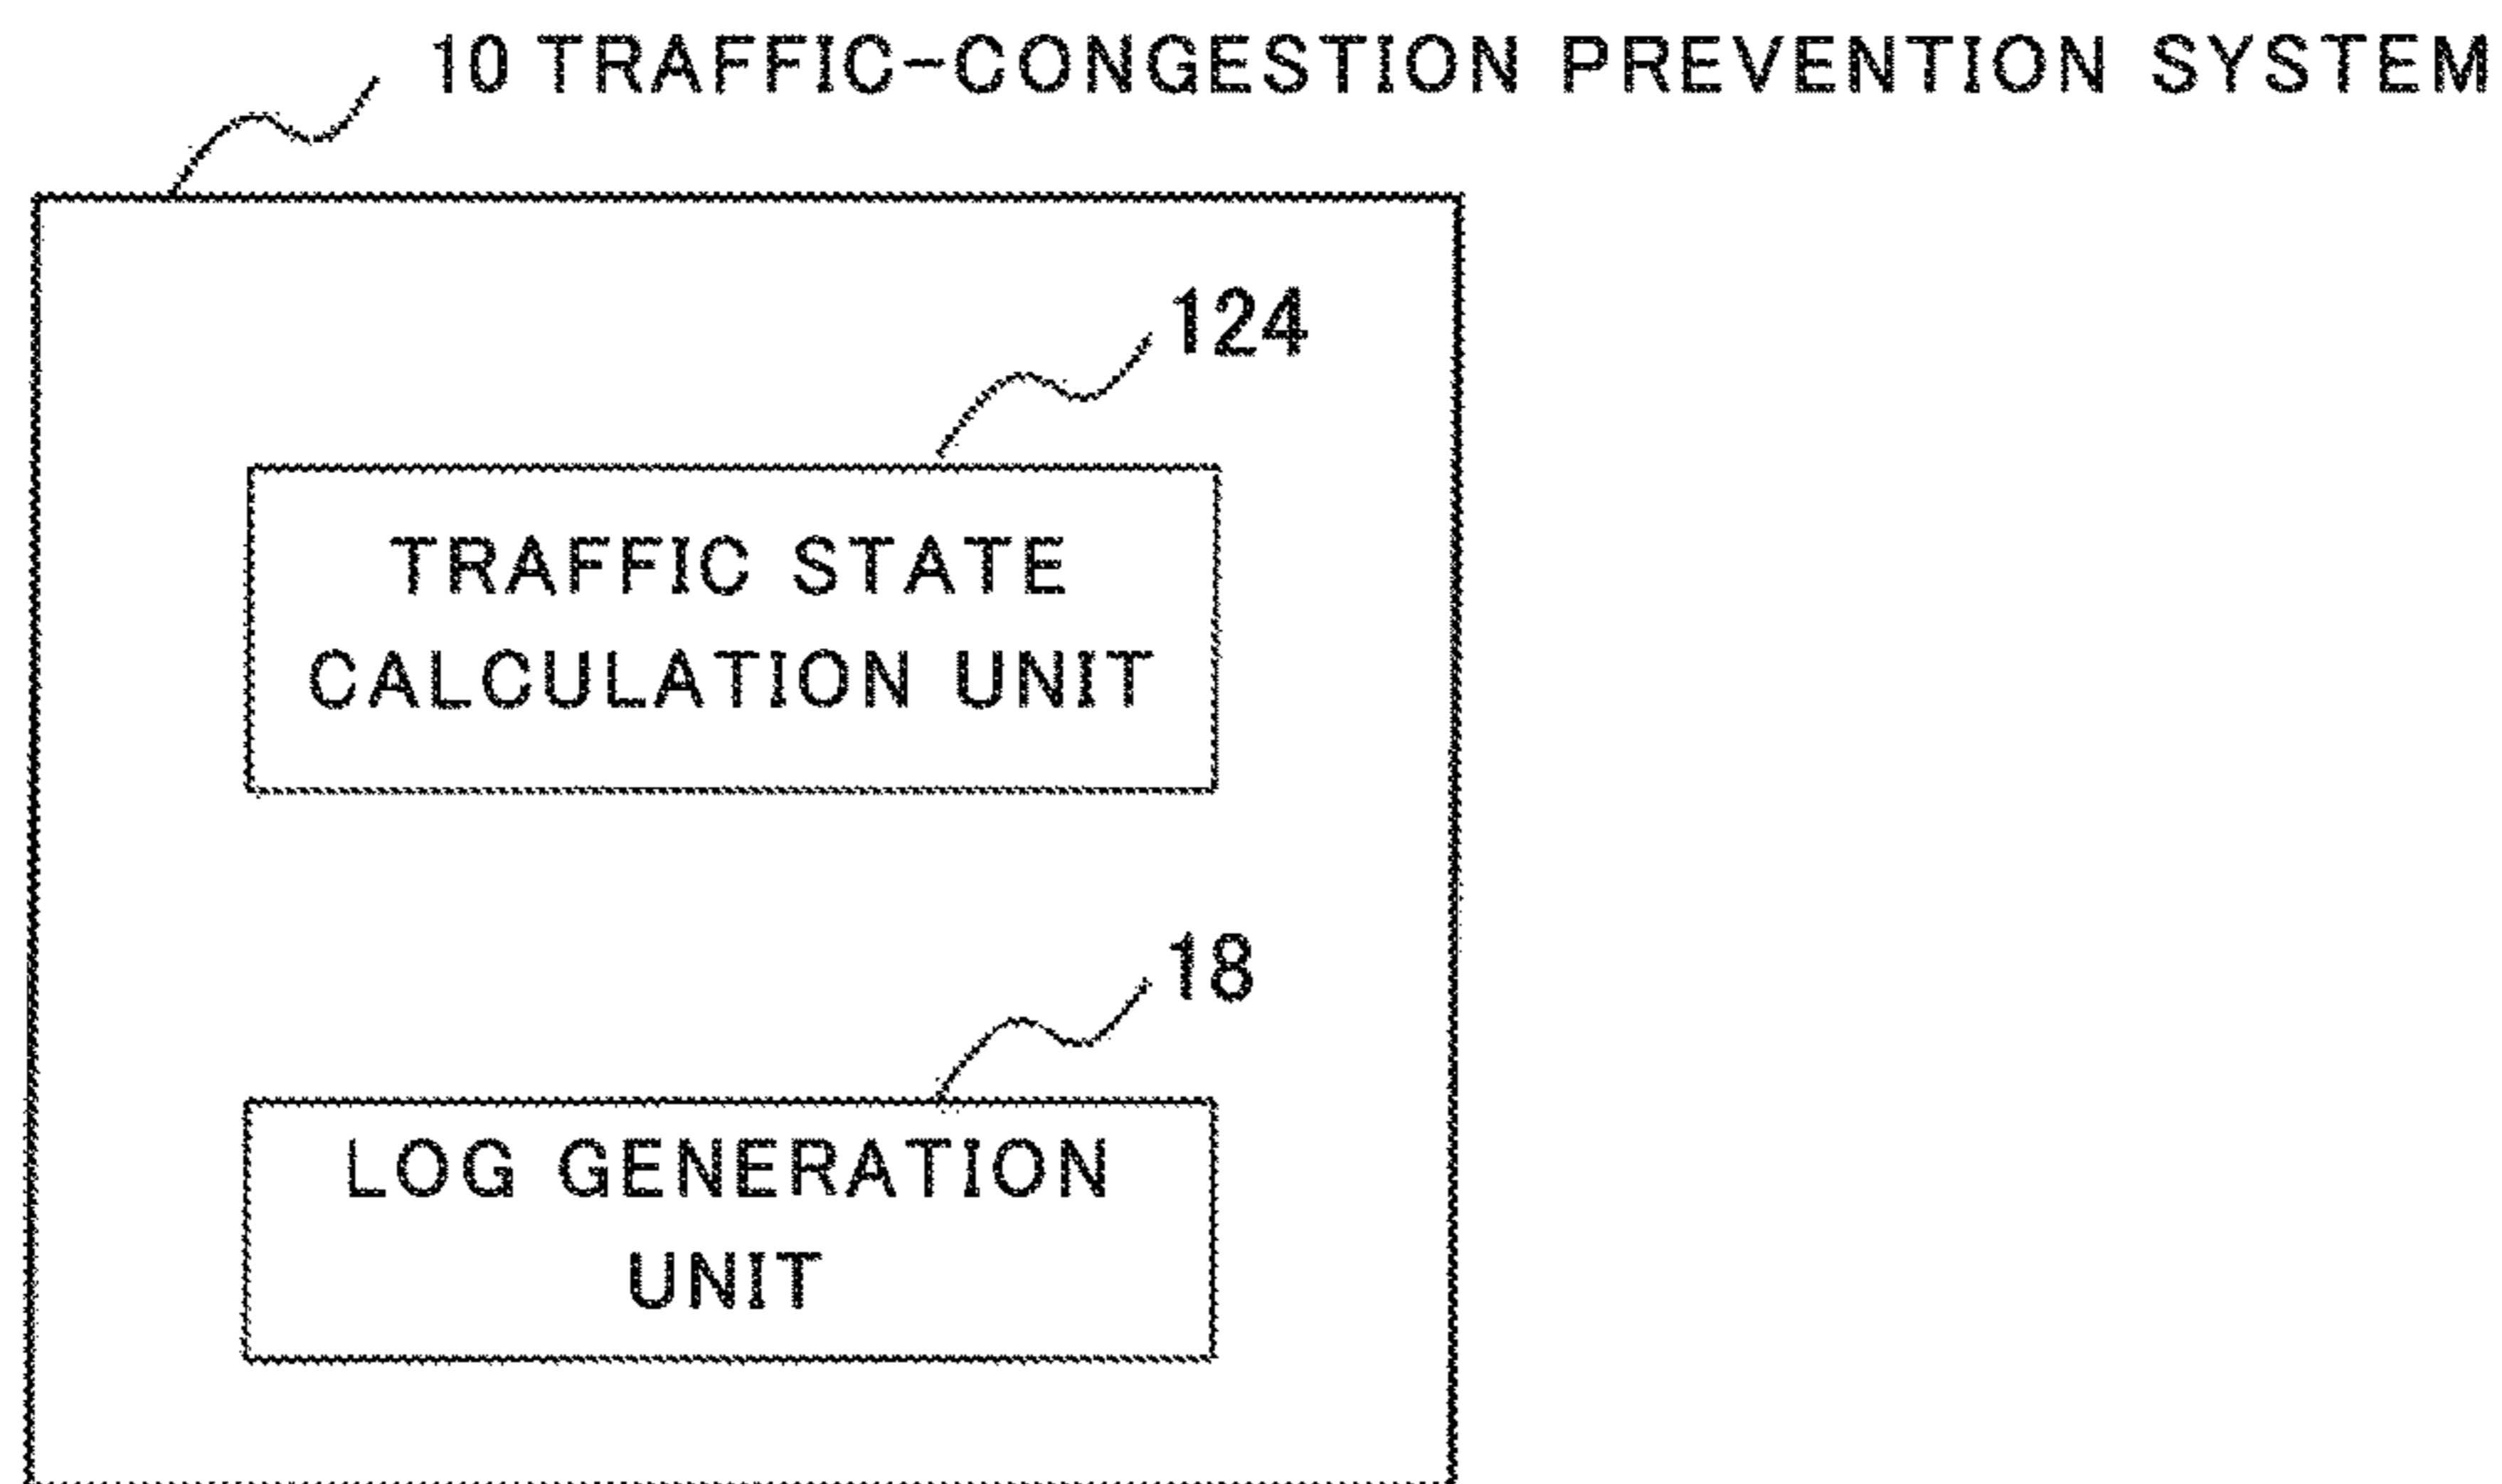 10 TRAFFIC-CONGESTION PREVENTION SYSTEM
124
TRAFFIC STATE
CALCULATION UNIT
18
LOG GENERATION
UNIT